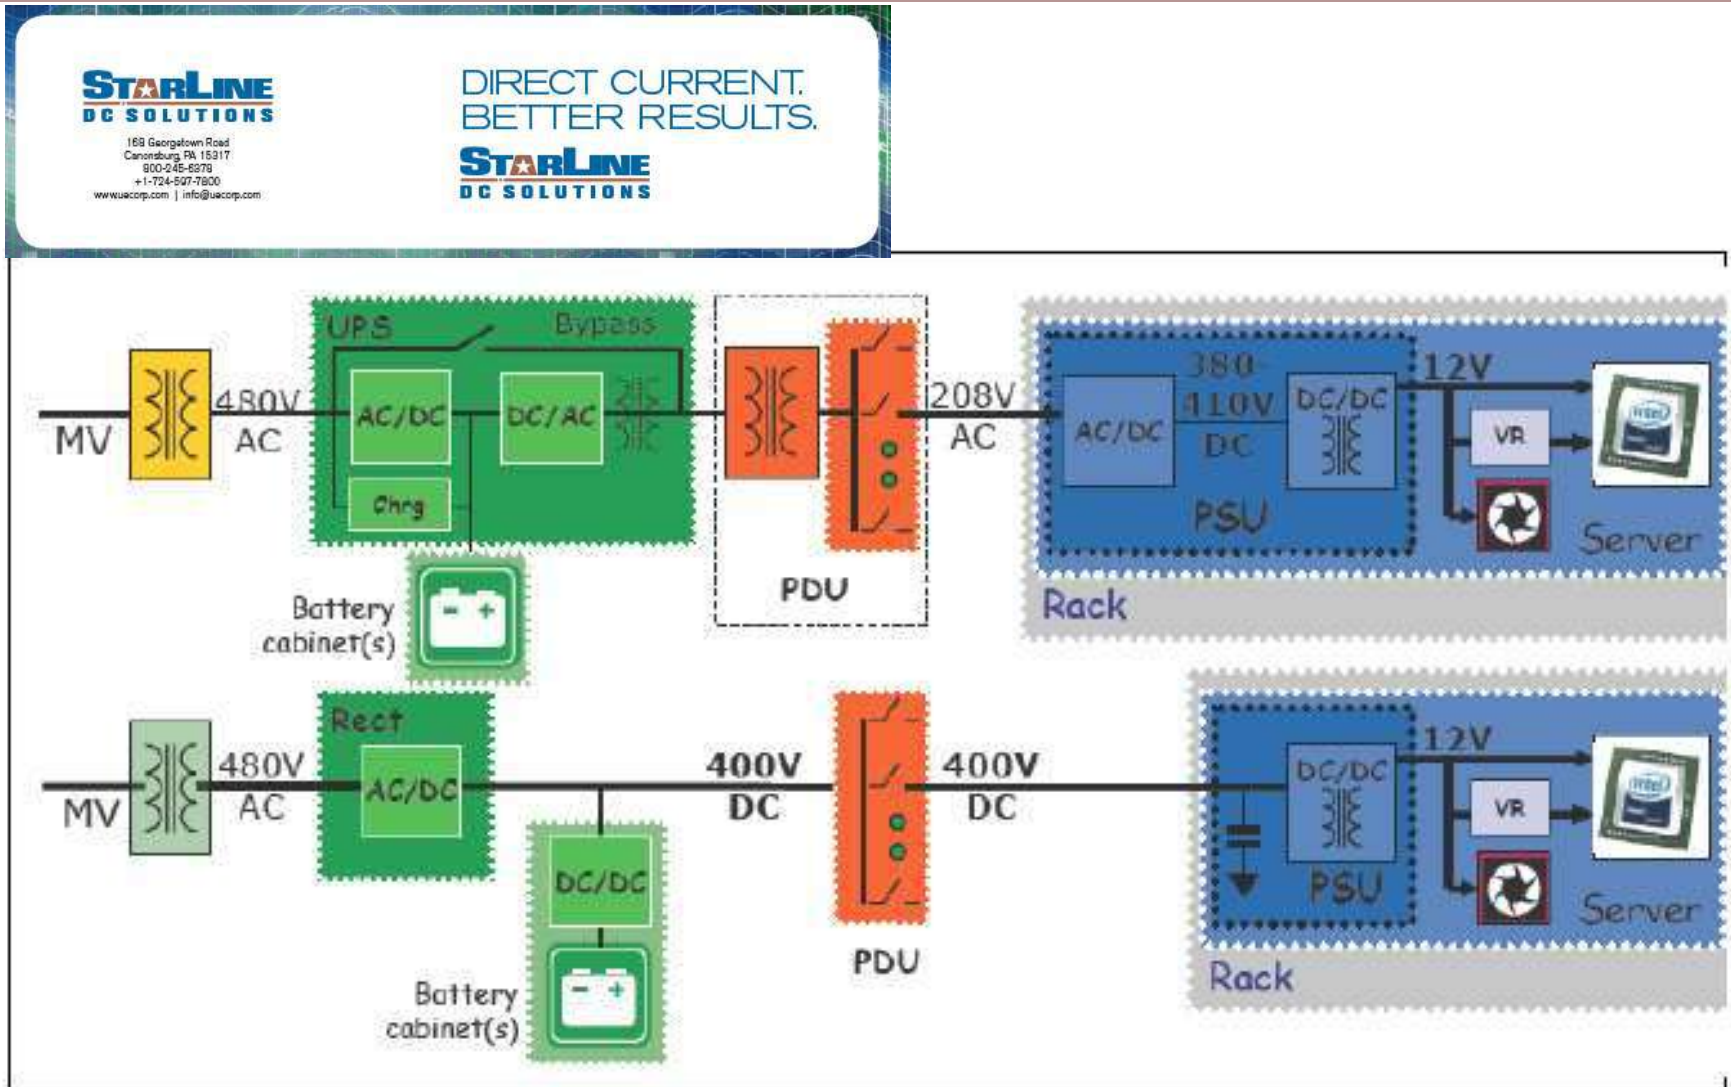 STARLINE
DC SOLUTIONS
168 Georgetown Road
Canonsburg, PA 15317
800-245-6378
+1-724-597-7800
www.uecorp.com | info@uecorp.com
DIRECT CURRENT.
BETTER RESULTS.
STARLINE
DC SOLUTIONS
UPS
Bypass
MV
480V
AC
AC/DC
DC/AC
Chrg
Battery
cabinet(s)
PDU
208V
AC
AC/DC
380-
410V
DC
DC/DC
PSU
12V
VR
intel
Server
Rack
MV
480V
AC
Rect
AC/DC
DC/DC
Battery
cabinet(s)
400V
DC
PDU
400V
DC
DC/DC
PSU
12V
VR
intel
Server
Rack